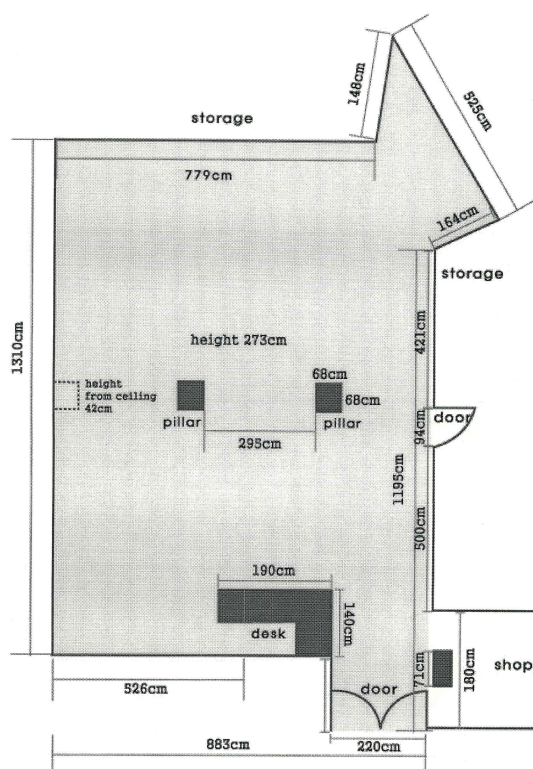 148cm
525cm
storage
779cm
164cm
storage
1310cm
height 273cm
421cm
height
from ceiling
42cm
68cm
68cm
pillar
pillar
295cm
door
94cm
1195cm
500cm
190cm
140cm
desk
71cm
180cm
shop
526cm
door
883cm
220cm